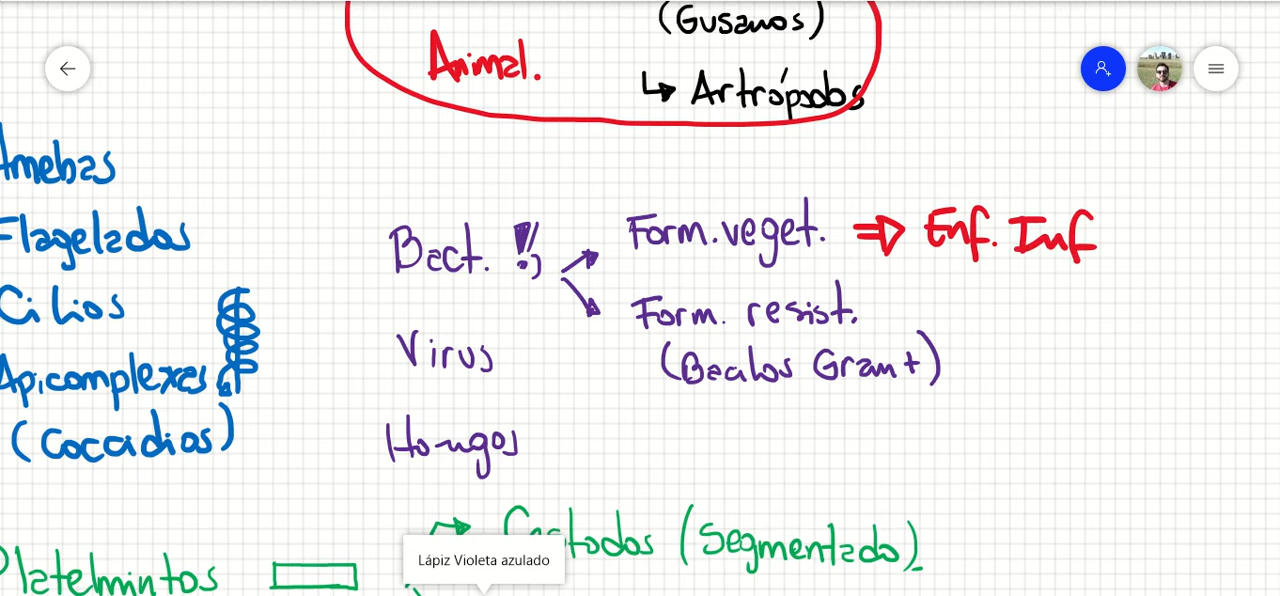 (Gusanos)
Animal.
↳ Artrópodos
Amebas
Flagelados
Cilios
Apicomplexas
(Coccidios)
Bact.
Form. veget. ⇒ Enf. Inf
Form. resist.
(Bacilos Gram +)
Virus
Hongos
Cestodos (Segmentado)
Platelmintos
Lápiz Violeta azulado